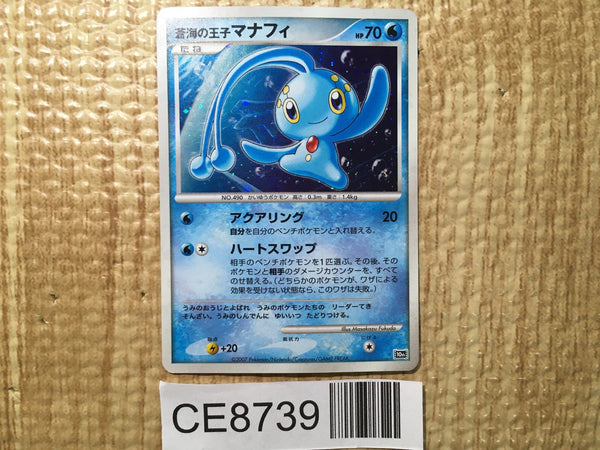 蒼海の王子マナフィ HP70
たね
NO.490 かいゆうポケモン 高さ：0.3m 重さ：1.4kg
アクアリング 20
自分を自分のベンチポケモンと入れ替える。
ハートスワップ
相手のベンチポケモンを1匹選ぶ。その後、その
ポケモンと相手のダメージカウンターを、すべて
のせ替える。（どちらかのポケモンが、ワザによる
効果を受けない状態なら、このワザは失敗。）
うみのおうじとよばれ うみのポケモンたちの リーダーてき
そんざい。うみのしんでんに ゆいいつ たどりつける。
Illus.Masakazu Fukuda
弱点 抵抗力 にげる
+20
©2007 Pokémon/Nintendo/Creatures/GAME FREAK.
10th
CE8739